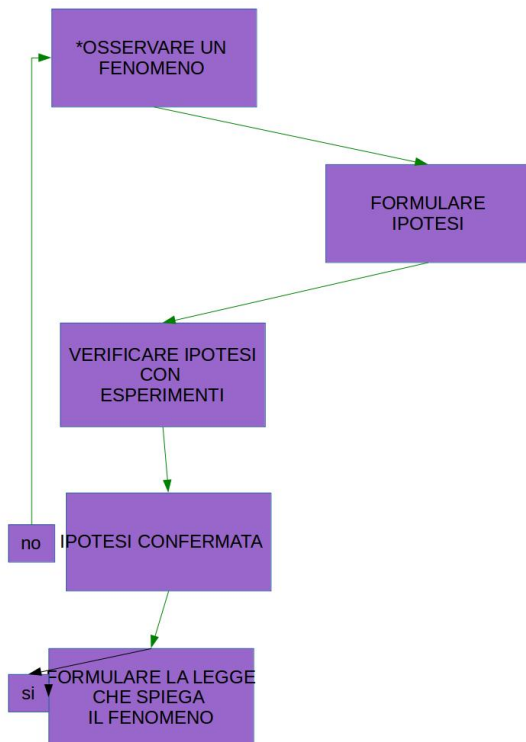 *OSSERVARE UN
FENOMENO
FORMULARE
IPOTESI
VERIFICARE IPOTESI
CON
ESPERIMENTI
no
IPOTESI CONFERMATA
FORMULARE LA LEGGE
si
CHE SPIEGA
IL FENOMENO